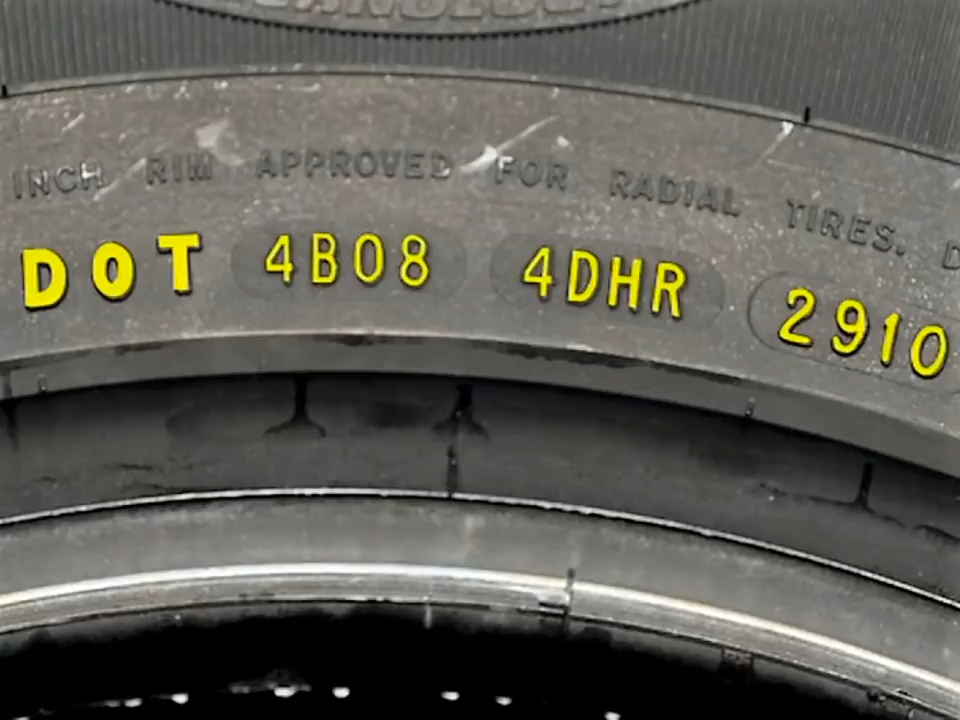 INCH RIM APPROVED FOR RADIAL TIRES.
DOT 4B08 4DHR 2910